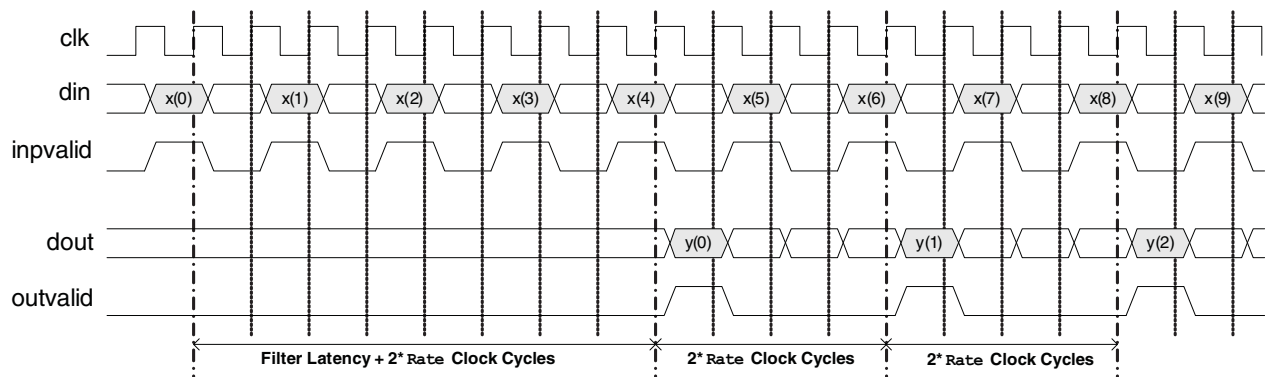 clk
din x(0) x(1) x(2) x(3) x(4) x(5) x(6) x(7) x(8) x(9)
inpvalid
dout y(0) y(1) y(2)
outvalid
Filter Latency + 2* Rate Clock Cycles 2* Rate Clock Cycles 2* Rate Clock Cycles